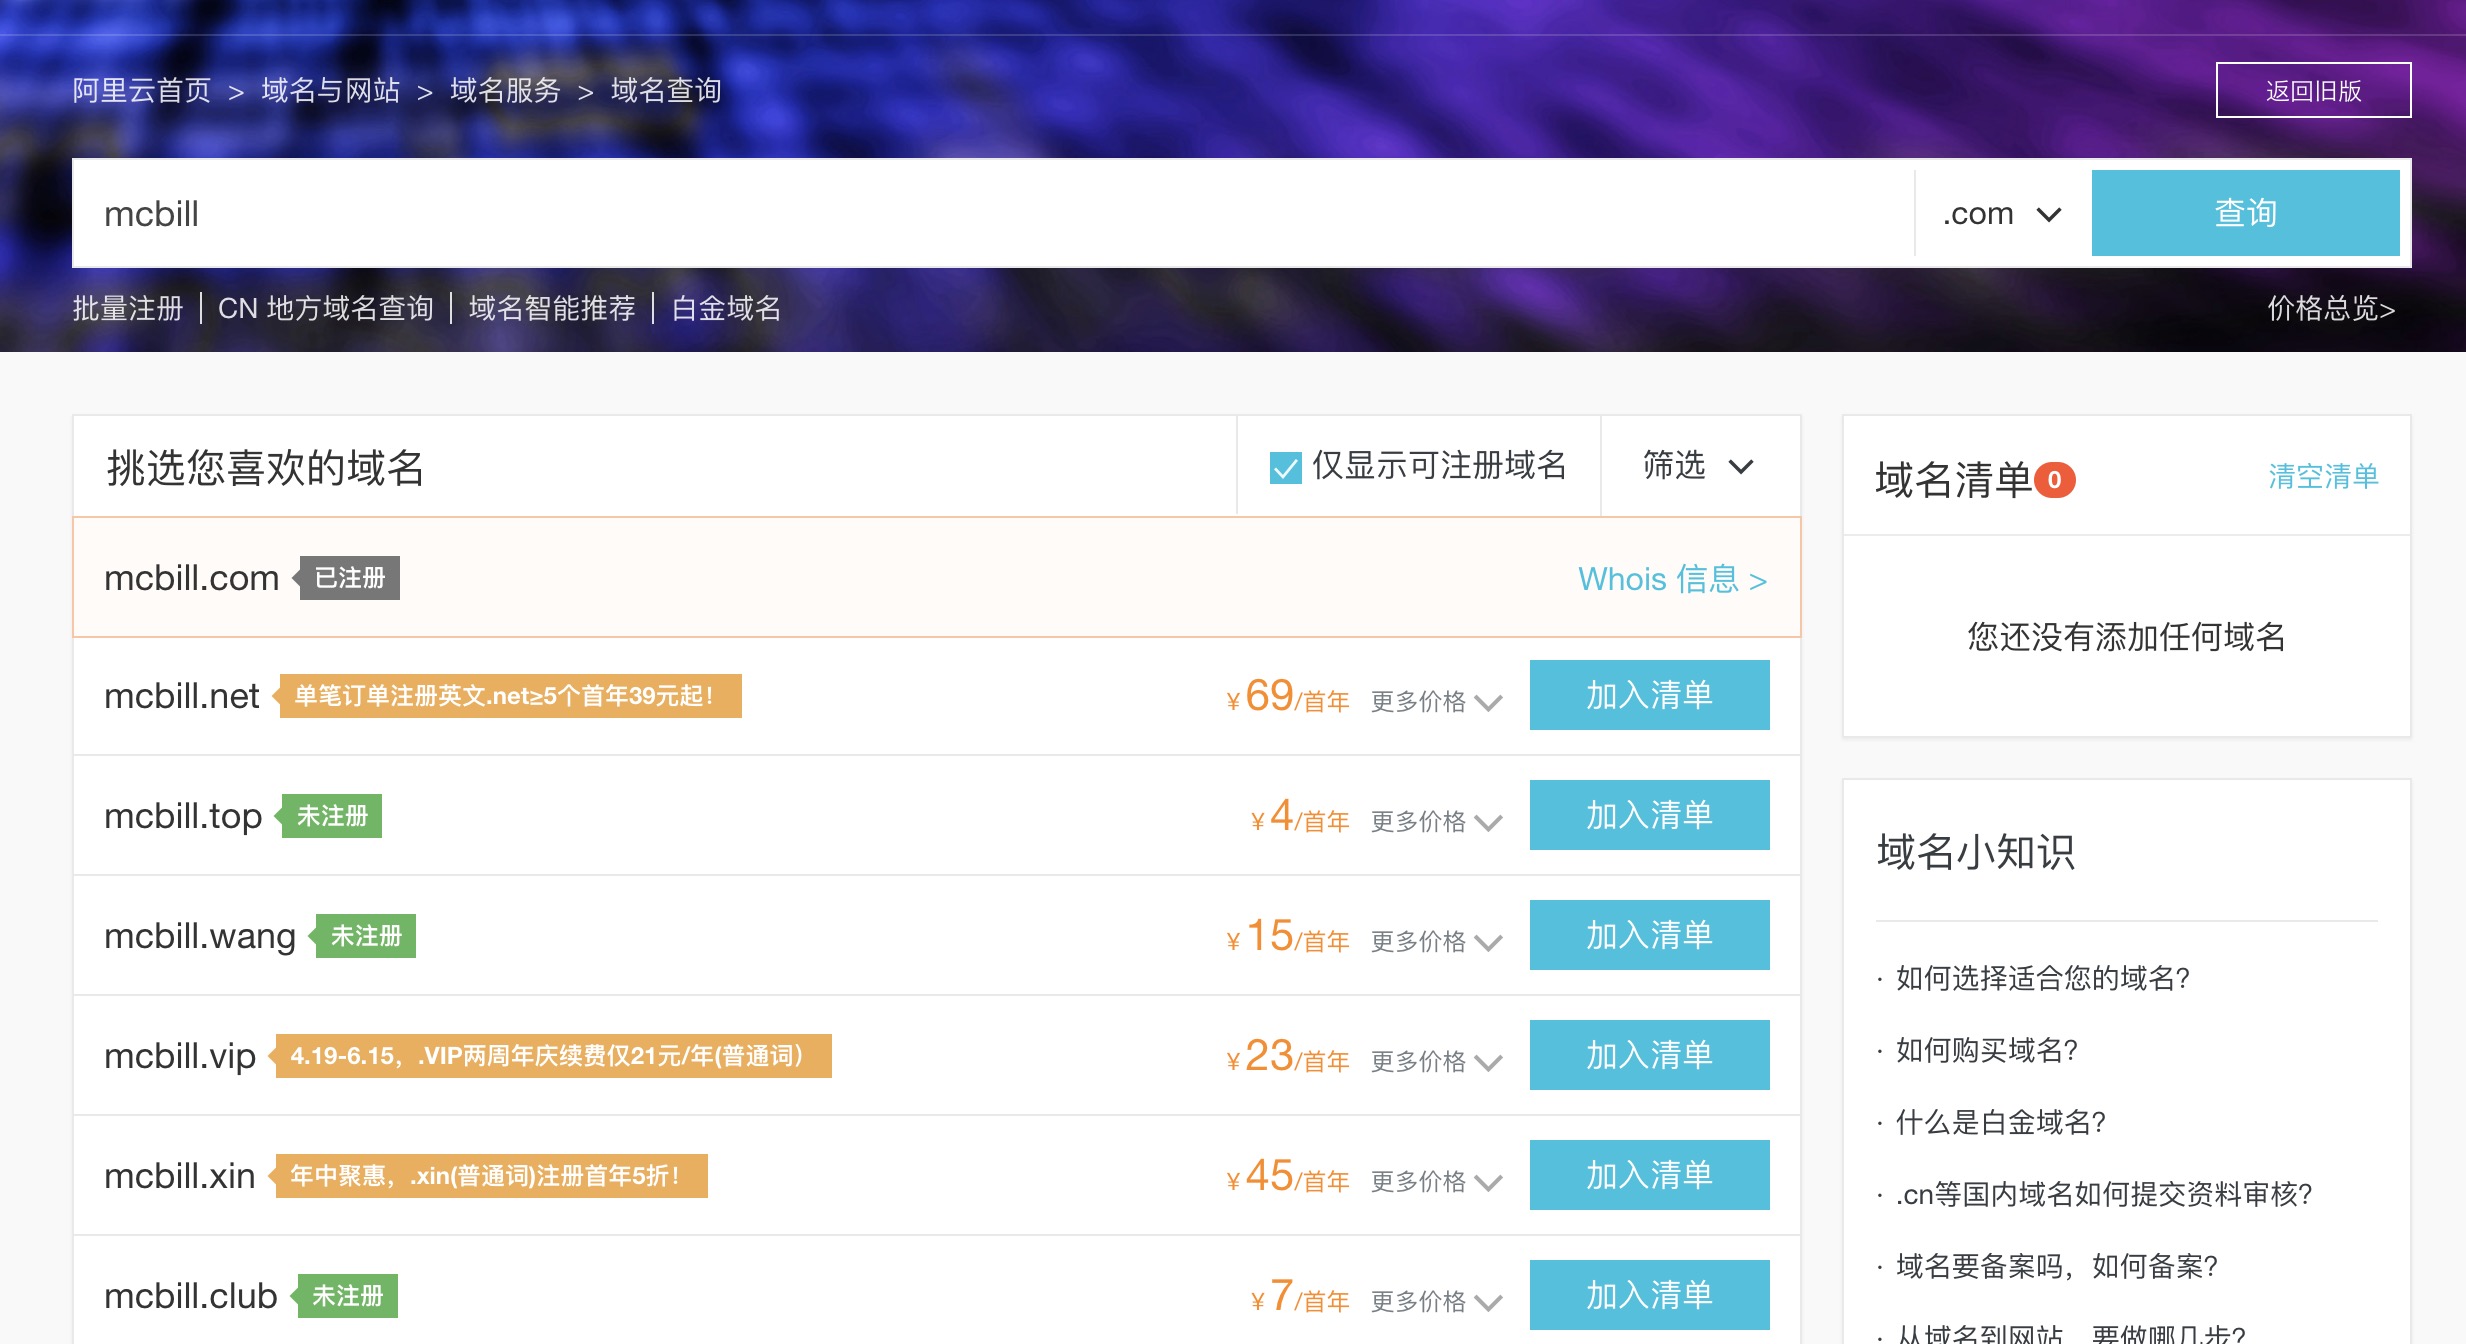 阿里云首页 > 域名与网站 > 域名服务 > 域名查询
返回旧版
mcbill
.com
查询
批量注册 | CN 地方域名查询 | 域名智能推荐 | 白金域名
价格总览>
挑选您喜欢的域名
仅显示可注册域名
筛选
mcbill.com 已注册
Whois 信息 >
mcbill.net 单笔订单注册英文.net≥5个首年39元起!
¥ 69/首年 更多价格 加入清单
mcbill.top 未注册
¥ 4/首年 更多价格 加入清单
mcbill.wang 未注册
¥ 15/首年 更多价格 加入清单
mcbill.vip 4.19-6.15，.VIP两周年庆续费仅21元/年(普通词）
¥ 23/首年 更多价格 加入清单
mcbill.xin 年中聚惠，.xin(普通词)注册首年5折!
¥ 45/首年 更多价格 加入清单
mcbill.club 未注册
¥ 7/首年 更多价格 加入清单
域名清单 0
清空清单
您还没有添加任何域名
域名小知识
· 如何选择适合您的域名?
· 如何购买域名?
· 什么是白金域名?
· .cn等国内域名如何提交资料审核?
· 域名要备案吗，如何备案?
· 从域名到网站，要做哪几步?